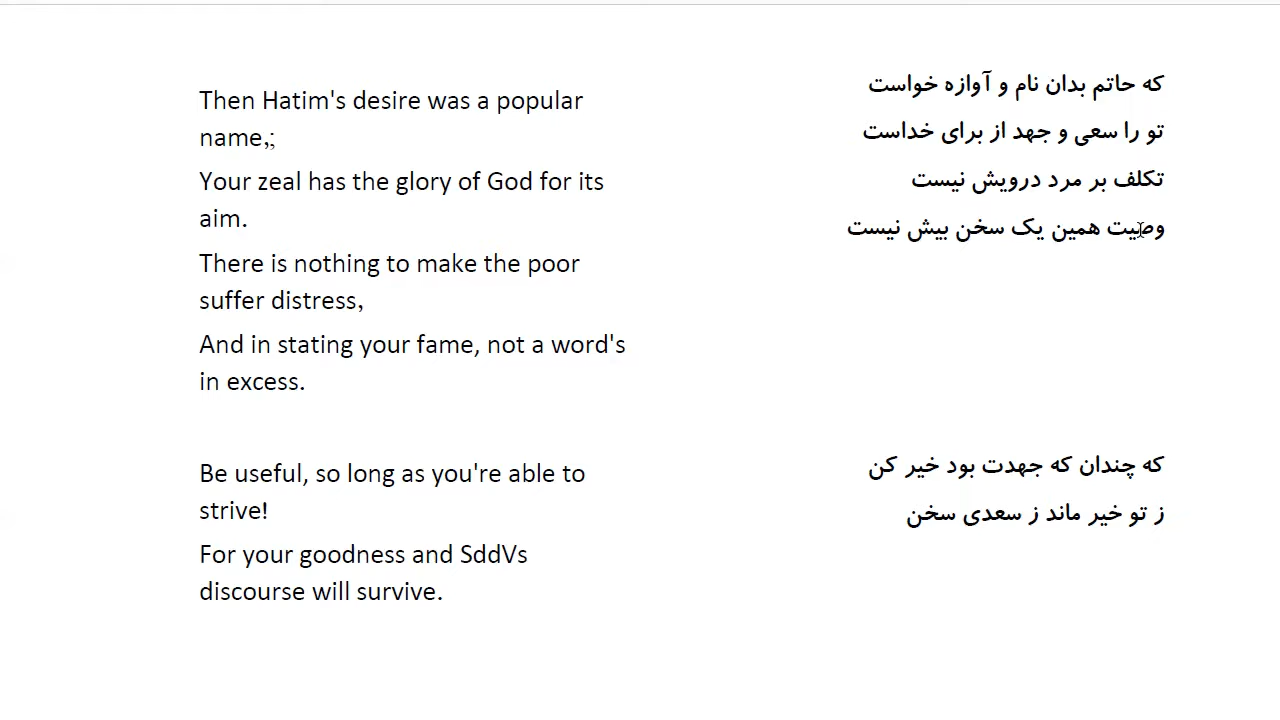 Then Hatim's desire was a popular
name,;
Your zeal has the glory of God for its
aim.
There is nothing to make the poor
suffer distress,
And in stating your fame, not a word's
in excess.
Be useful, so long as you're able to
strive!
For your goodness and SddVs
discourse will survive.
که حاتم بدان نام و آوازه خواست
تو را سعی و جهد از برای خداست
تکلف بر مرد درویش نیست
وصیت همین یک سخن بیش نیست
که چندان که جهدت بود خیر کن
ز تو خیر ماند ز سعدی سخن